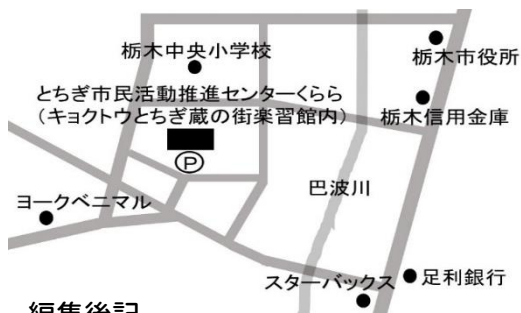 栃木中央小学校
栃木市役所
とちぎ市民活動推進センターくらら
(キョクトウとちぎ蔵の街楽習館内)
栃木信用金庫
P
巴波川
ヨークベニマル
スターバックス
足利銀行
編集後記